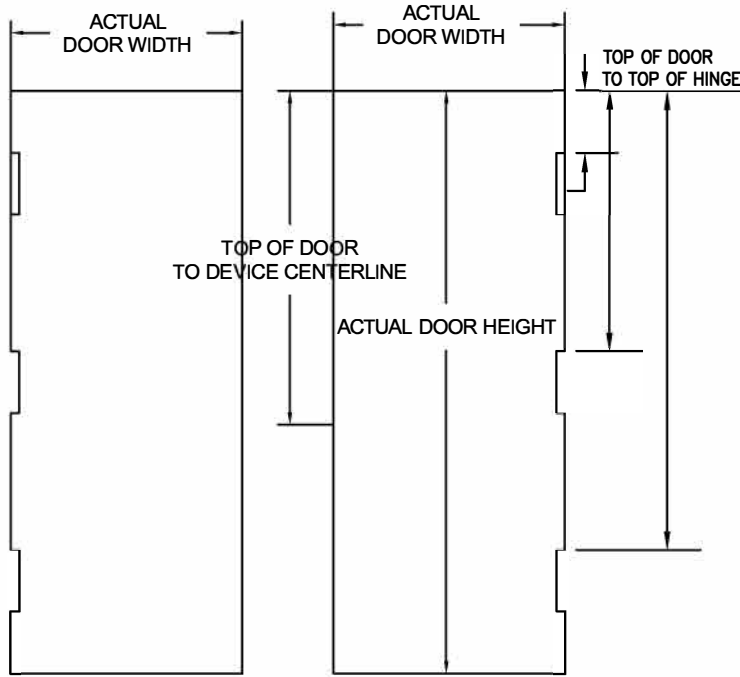 ACTUAL
DOOR WIDTH
ACTUAL
DOOR WIDTH
TOP OF DOOR
TO TOP OF HINGE
TOP OF DOOR
TO DEVICE CENTERLINE
ACTUAL DOOR HEIGHT